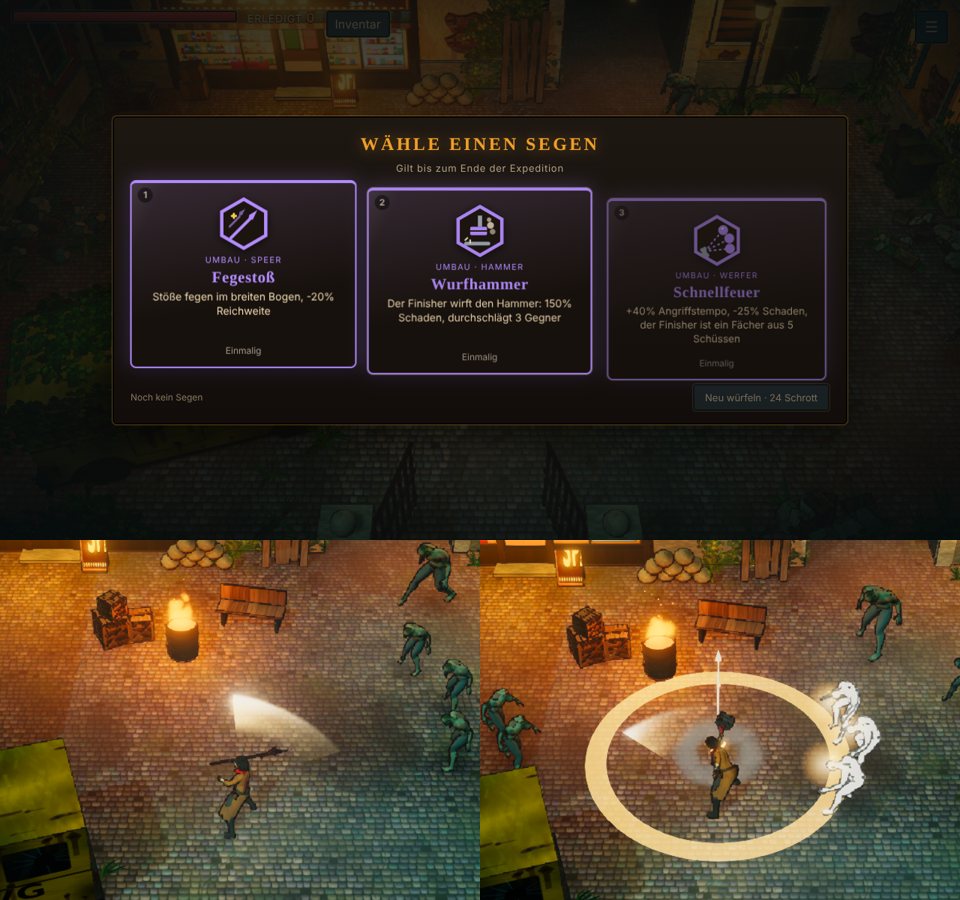 ERLEDIGT 0
Inventar
WÄHLE EINEN SEGEN
Gilt bis zum Ende der Expedition
1
UMBAU · SPEER
Fegestoß
Stöße fegen im breiten Bogen, -20%
Reichweite
Einmalig
2
UMBAU · HAMMER
Wurfhammer
Der Finisher wirft den Hammer: 150%
Schaden, durchschlägt 3 Gegner
Einmalig
3
UMBAU · WERFER
Schnellfeuer
+40% Angriffstempo, -25% Schaden,
der Finisher ist ein Fächer aus 5
Schüssen
Einmalig
Noch kein Segen
Neu würfeln · 24 Schrott